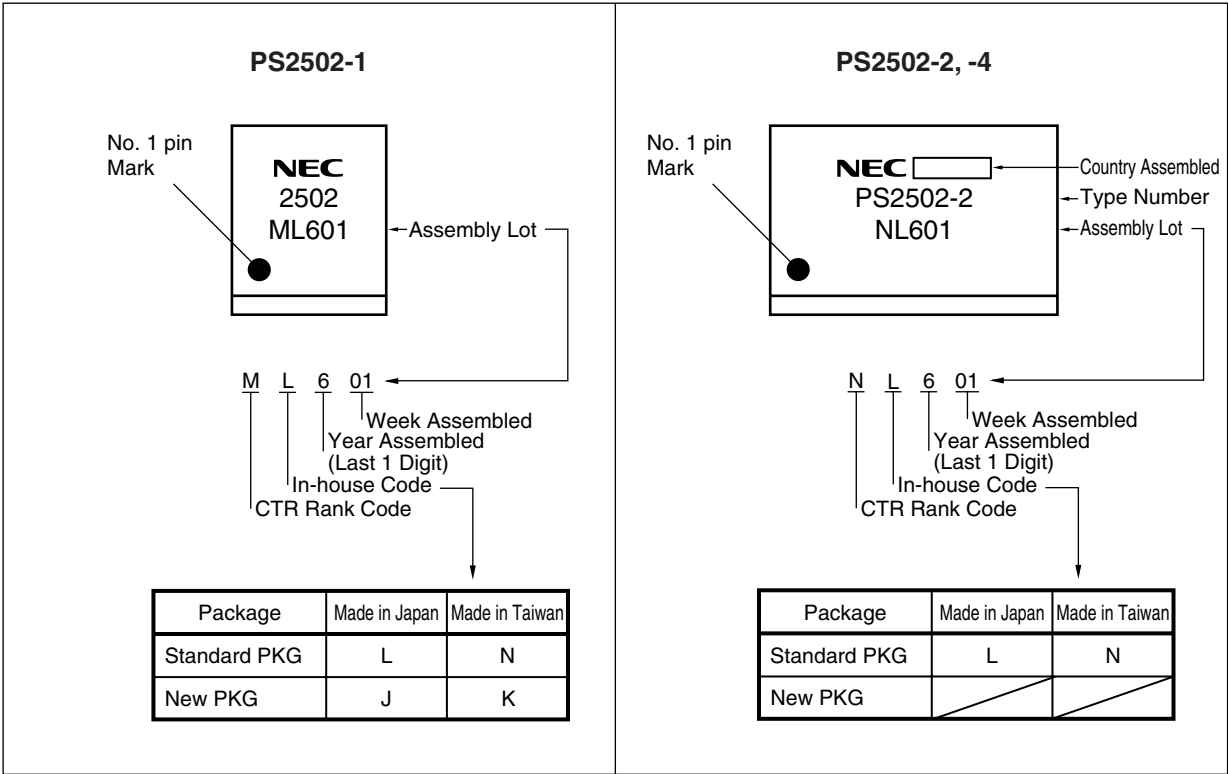 PS2502-1
No. 1 pin
Mark
NEC
2502
ML601
Assembly Lot
M L 6 01
Week Assembled
Year Assembled
(Last 1 Digit)
In-house Code
CTR Rank Code
Package Made in Japan Made in Taiwan
Standard PKG L N
New PKG J K
PS2502-2, -4
No. 1 pin
Mark
NEC
Country Assembled
PS2502-2
Type Number
NL601
Assembly Lot
N L 6 01
Week Assembled
Year Assembled
(Last 1 Digit)
In-house Code
CTR Rank Code
Package Made in Japan Made in Taiwan
Standard PKG L N
New PKG